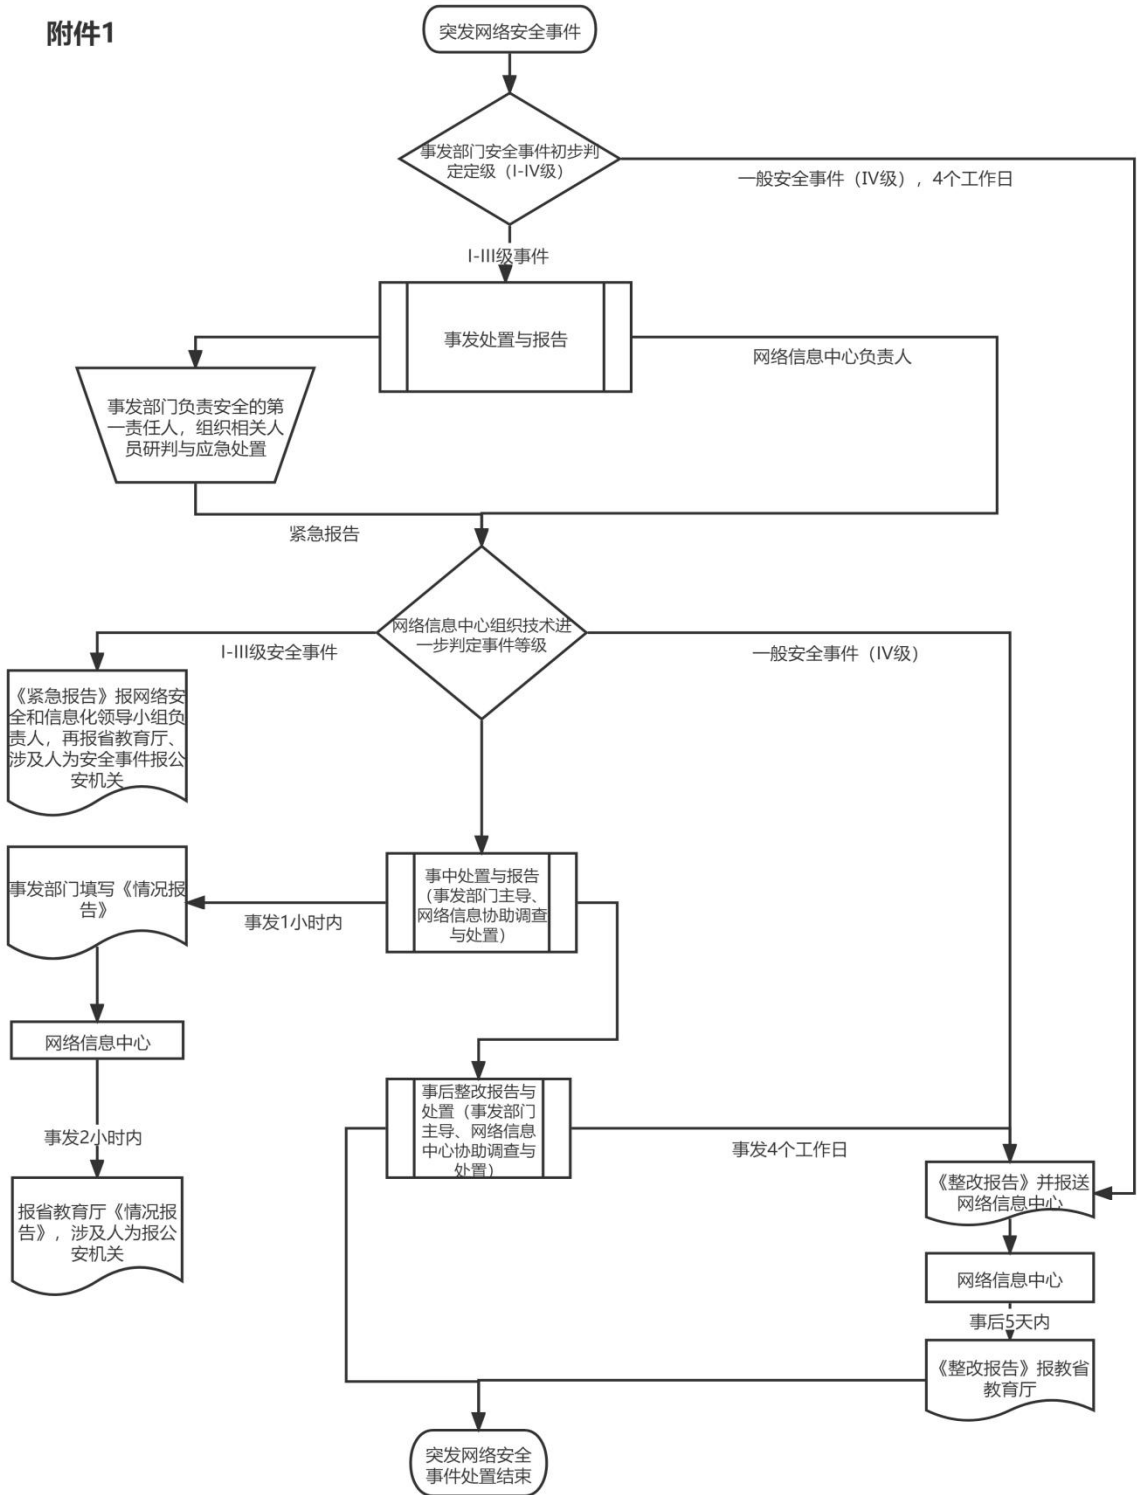 附件1
突发网络安全事件
事发部门安全事件初步判
定定级（I-IV级）
一般安全事件（IV级），4个工作日
I-III级事件
事发处置与报告
网络信息中心负责人
事发部门负责安全的第
一责任人，组织相关人
员研判与应急处置
紧急报告
网络信息中心组织技术进
一步判定事件等级
I-III级安全事件
一般安全事件（IV级）
《紧急报告》报网络安
全和信息化领导小组负
责人，再报省教育厅、
涉及人为安全事件报公
安机关
事中处置与报告
（事发部门主导、
网络信息协助调查
与处置）
事发部门填写《情况报
告》
事发1小时内
网络信息中心
事发2小时内
报省教育厅《情况报
告》，涉及人为报公
安机关
事后整改报告与
处置（事发部门
主导、网络信息
中心协助调查与
处置）
事发4个工作日
《整改报告》并报送
网络信息中心
网络信息中心
事后5天内
《整改报告》报教省
教育厅
突发网络安全
事件处置结束